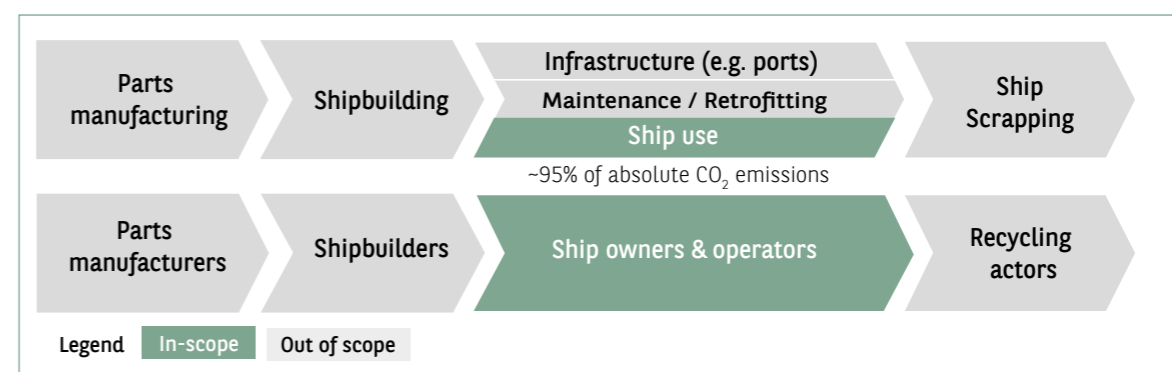 Parts
manufacturing
Shipbuilding
Infrastructure (e.g. ports)
Maintenance / Retrofitting
Ship use
~95% of absolute CO₂ emissions
Ship
Scrapping
Parts
manufacturers
Shipbuilders
Ship owners & operators
Recycling
actors
Legend
In-scope
Out of scope